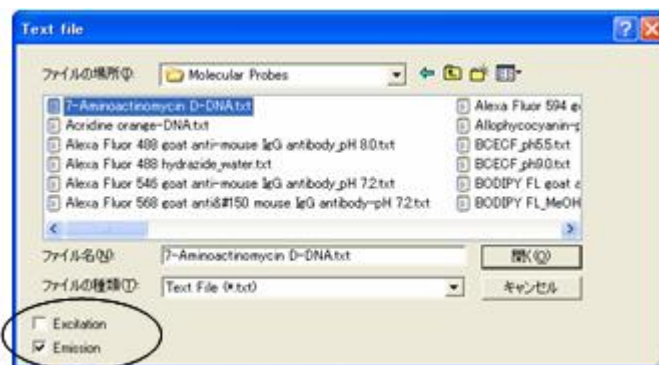 Text file
ファイルの場所(I):
Molecular Probes
7-Aminoactinomycin D-DNA.txt
Acridine orange-DNA.txt
Alexa Fluor 488 goat anti-mouse IgG antibody_pH 8.0.txt
Alexa Fluor 488 hydrazide_water.txt
Alexa Fluor 546 goat anti-mouse IgG antibody_pH 7.2.txt
Alexa Fluor 568 goat anti&#150 mouse IgG antibody-pH 7.2.txt
Alexa Fluor 594 g
Allophycocyanin-p
BCECF_ph5.5.txt
BCECF_ph9.0.txt
BODIPY FL goat a
BODIPY FL_MeOH
ファイル名(N):
7-Aminoactinomycin D-DNA.txt
開く(O)
ファイルの種類(T):
Text File (*.txt)
キャンセル
Excitation
Emission